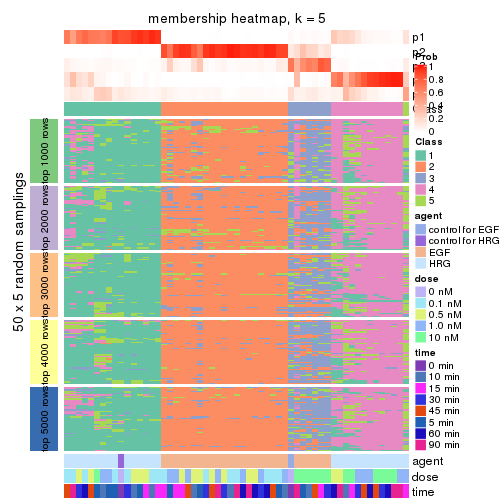 membership heatmap, k = 5
p1
p2
Prob
1
0.8
0.6
0.4
0.2
0
Class
1
2
3
4
5
agent
control for EGF
control for HRG
EGF
HRG
dose
0 nM
0.1 nM
0.5 nM
1.0 nM
10 nM
time
0 min
10 min
15 min
30 min
45 min
5 min
60 min
90 min
50 x 5 random samplings
top 1000 rows
top 2000 rows
top 3000 rows
top 4000 rows
top 5000 rows
agent
dose
time